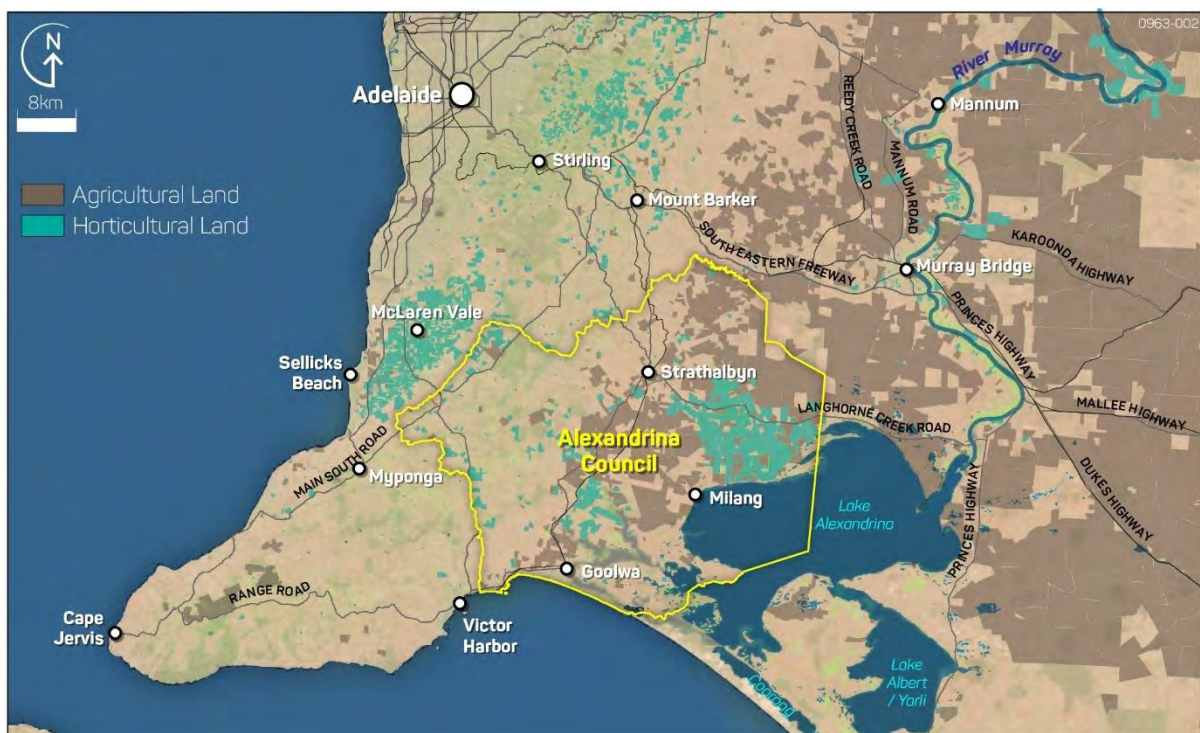 0963-002
N
8km
Agricultural Land
Horticultural Land
Adelaide
Stirling
Mount Barker
River Murray
Mannum
REEDY CREEK ROAD
MANNUM ROAD
SOUTH EASTERN FREEWAY
Murray Bridge
KAROONDA HIGHWAY
PRINCES HIGHWAY
McLaren Vale
Sellicks
Beach
Strathalbyn
LANGHORNE CREEK ROAD
MALLEE HIGHWAY
DUKES HIGHWAY
Alexandrina
Council
MAIN SOUTH ROAD
Myponga
Milang
Lake
Alexandrina
PRINCES HIGHWAY
Goolwa
RANGE ROAD
Cape
Jervis
Victor
Harbor
Coorong
Lake
Albert
/ Yarli